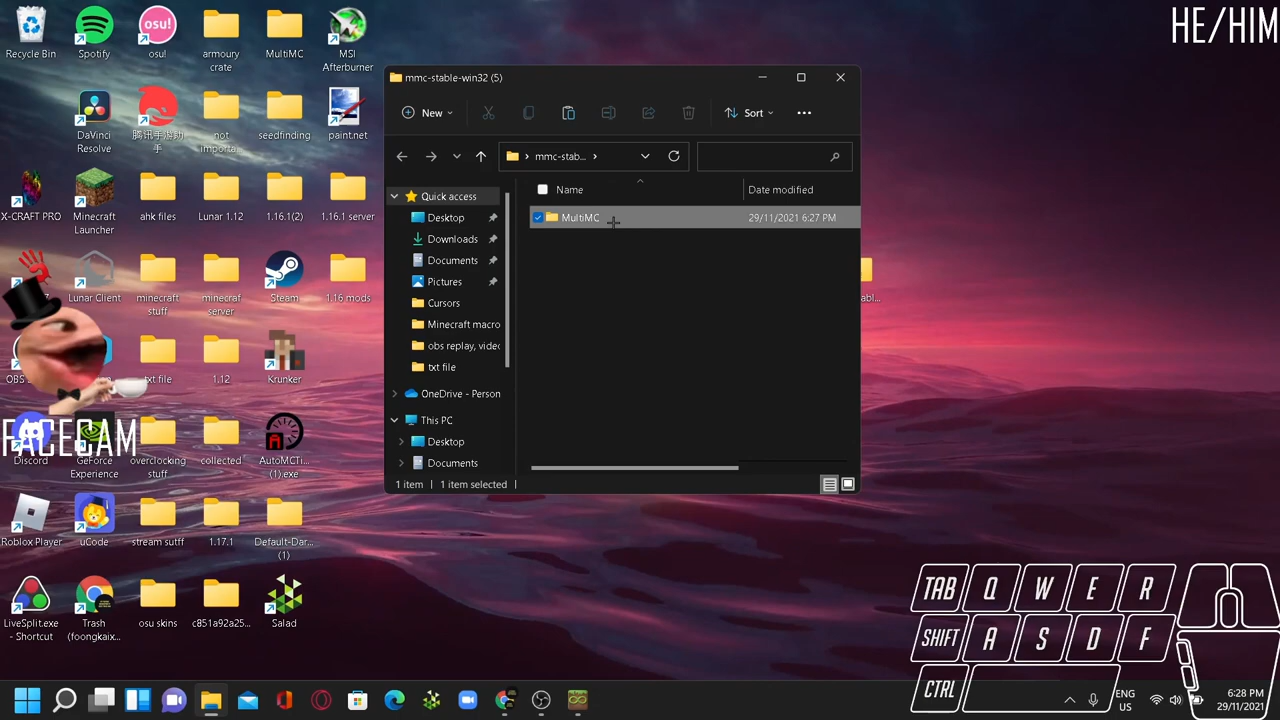 HE/HIM
Recycle Bin
Spotify
osu!
osu!
armoury
crate
MultiMC
MSI
Afterburner
DaVinci
Resolve
腾讯手游助
手
not
importa...
seedfinding
paint.net
X-CRAFT PRO
Minecraft
Launcher
ahk files
Lunar 1.12
1.16.1(2)
1.16.1 server
Lunar Client
minecraft
stuff
minecraf
server
Steam
1.16 mods
txt file
1.12
Krunker
FACECAM
Discord
GeForce
Experience
overclocking
stuff
collected
AutoMCTi...
(1).exe
Roblox Player
uCode
stream sutff
1.17.1
Default-Dar...
(1)
LiveSplit.exe
- Shortcut
Trash
(foongkaix...
osu skins
c851a92a25...
Salad
mmc-stable-win32 (5)
New
Sort
mmc-stab...
Name
Date modified
MultiMC
29/11/2021 6:27 PM
Quick access
Desktop
Downloads
Documents
Pictures
Cursors
Minecraft macro
obs replay, videc
txt file
OneDrive - Person
This PC
Desktop
Documents
1 item
1 item selected
TAB
Q
W
E
R
SHIFT
A
S
D
F
CTRL
ENG
US
6:28 PM
29/11/2021